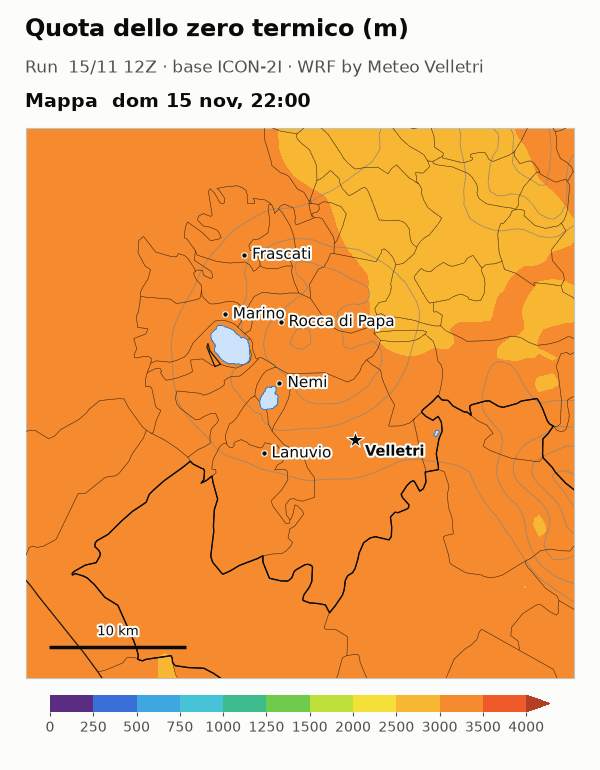 Quota dello zero termico (m)
Run  15/11 12Z · base ICON-2I · WRF by Meteo Velletri
Mappa  dom 15 nov, 22:00
Frascati
Marino
Rocca di Papa
Nemi
Velletri
Lanuvio
10 km
0 250 500 750 1000 1250 1500 1750 2000 2500 3000 3500 4000